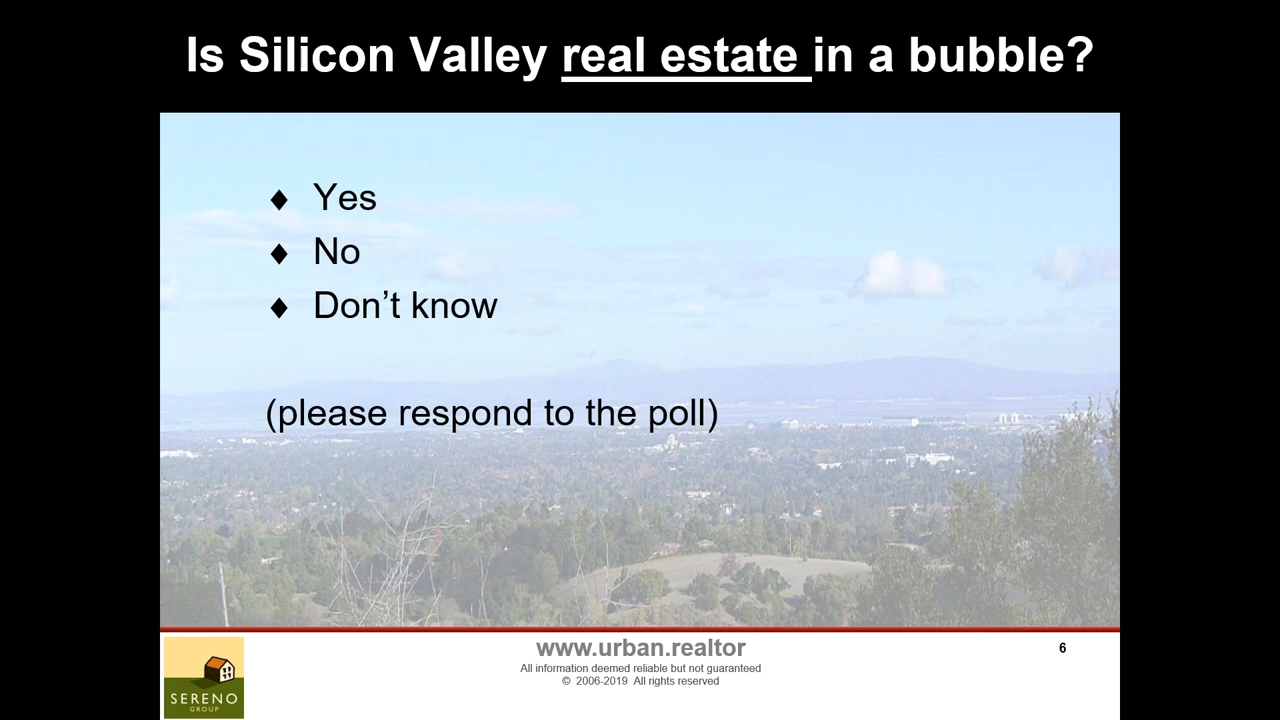 Is Silicon Valley real estate in a bubble?
♦ Yes
♦ No
♦ Don’t know
(please respond to the poll)
www.urban.realtor
All information deemed reliable but not guaranteed
© 2006-2019 All rights reserved
6
SERENO
GROUP